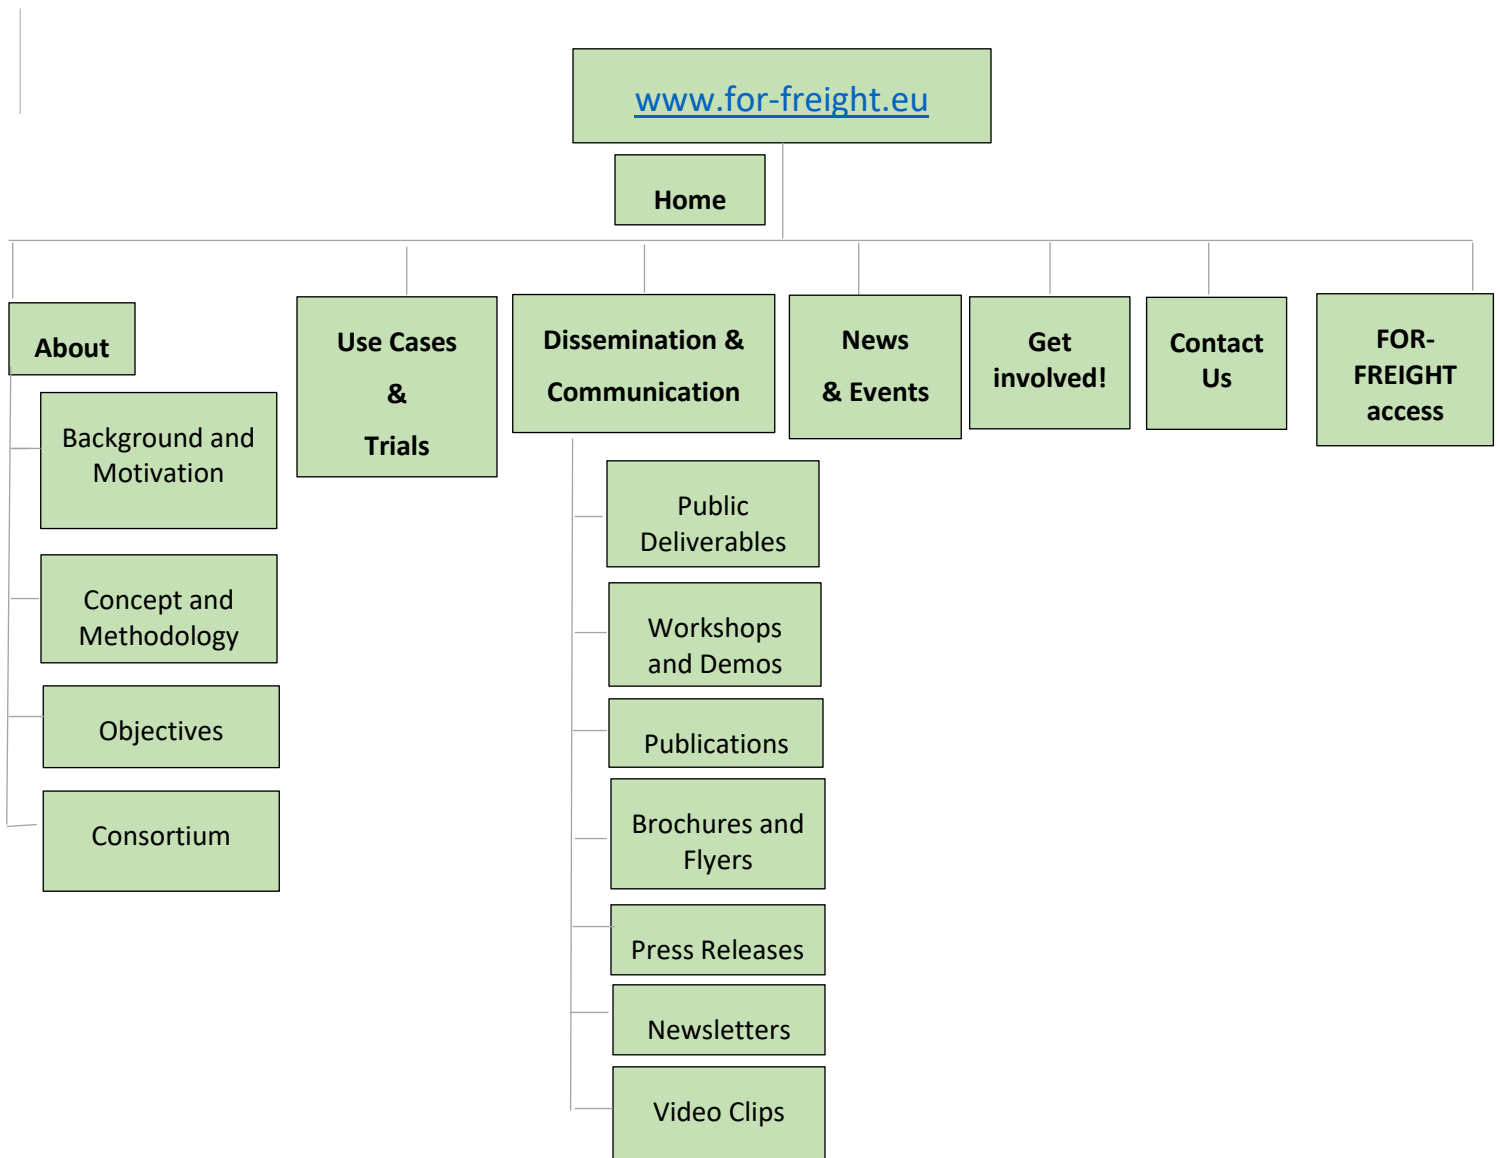 www.for-freight.eu
Home
About
Use Cases
&
Trials
Dissemination &
Communication
News
& Events
Get
involved!
Contact
Us
FOR-
FREIGHT
access
Background and
Motivation
Concept and
Methodology
Objectives
Consortium
Public
Deliverables
Workshops
and Demos
Publications
Brochures and
Flyers
Press Releases
Newsletters
Video Clips